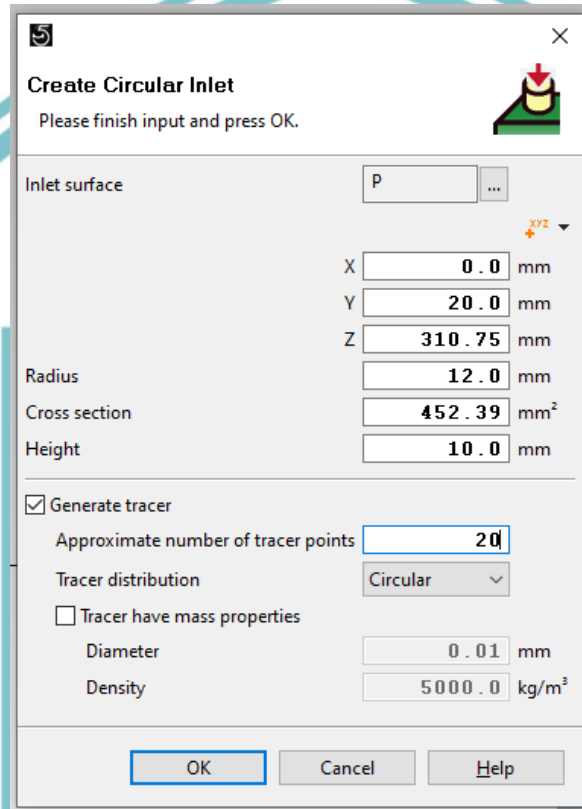 5
Create Circular Inlet
Please finish input and press OK.
Inlet surface P ...
xyz
X 0.0 mm
Y 20.0 mm
Z 310.75 mm
Radius 12.0 mm
Cross section 452.39 mm²
Height 10.0 mm
Generate tracer
Approximate number of tracer points 20
Tracer distribution Circular
Tracer have mass properties
Diameter 0.01 mm
Density 5000.0 kg/m³
OK Cancel Help